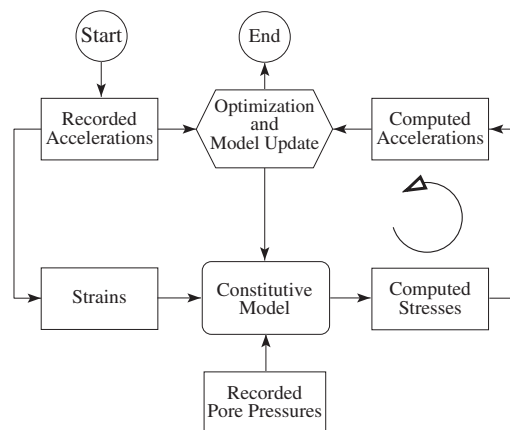 Start
End
Recorded
Accelerations
Optimization
and
Model Update
Computed
Accelerations
Strains
Constitutive
Model
Computed
Stresses
Recorded
Pore Pressures